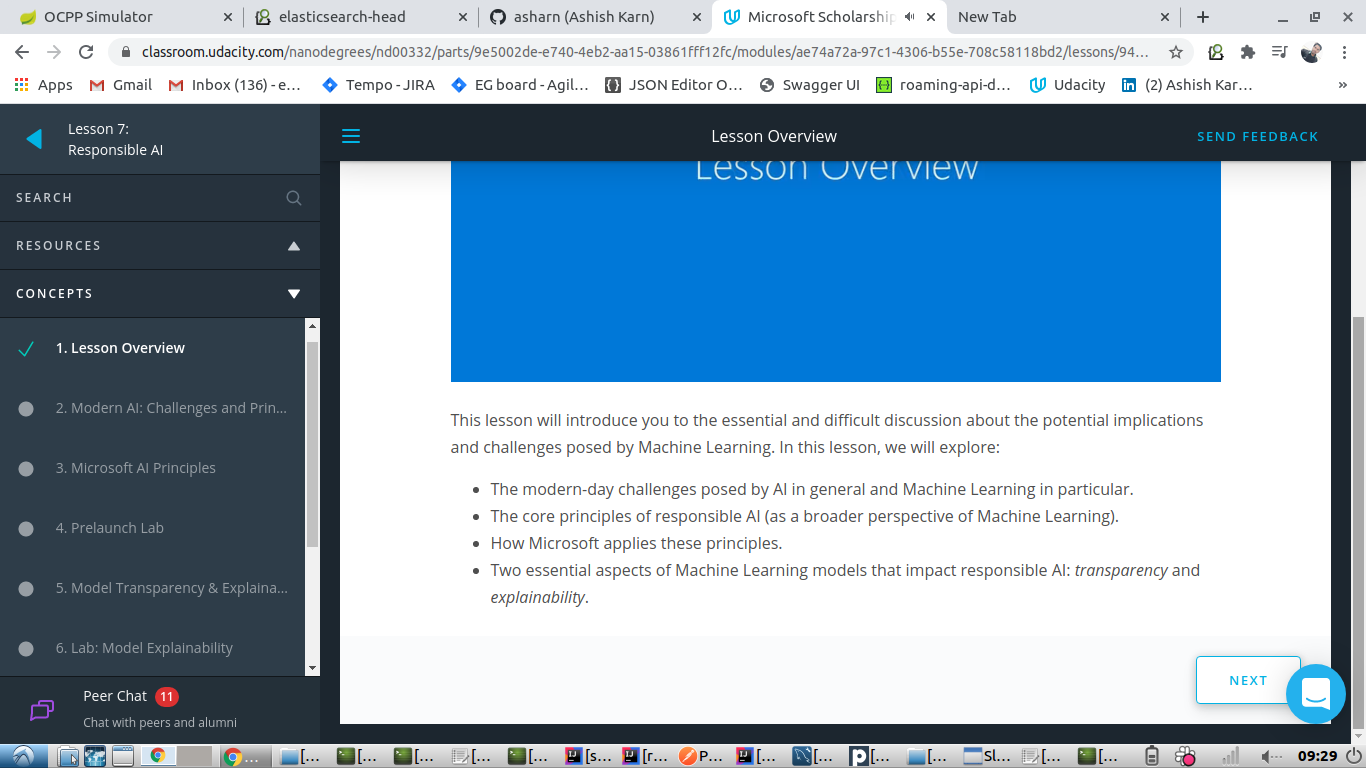 OCPP Simulator
elasticsearch-head
asharn (Ashish Karn)
Microsoft Scholarship
New Tab
classroom.udacity.com/nanodegrees/nd00332/parts/9e5002de-e740-4eb2-aa15-03861fff12fc/modules/ae74a72a-97c1-4306-b55e-708c58118bd2/lessons/94...
Apps
Gmail
Inbox (136) - e...
Tempo - JIRA
EG board - Agil...
JSON Editor O...
Swagger UI
roaming-api-d...
Udacity
(2) Ashish Kar...
»
Lesson 7:
Responsible AI
Lesson Overview
SEND FEEDBACK
SEARCH
RESOURCES
CONCEPTS
1. Lesson Overview
2. Modern AI: Challenges and Prin...
3. Microsoft AI Principles
4. Prelaunch Lab
5. Model Transparency & Explaina...
6. Lab: Model Explainability
Peer Chat 11
Chat with peers and alumni
Lesson Overview
This lesson will introduce you to the essential and difficult discussion about the potential implications
and challenges posed by Machine Learning. In this lesson, we will explore:
• The modern-day challenges posed by AI in general and Machine Learning in particular.
• The core principles of responsible AI (as a broader perspective of Machine Learning).
• How Microsoft applies these principles.
• Two essential aspects of Machine Learning models that impact responsible AI: transparency and
explainability.
NEXT
... [... [... [... [... [... [s... [r... P... [... [... [... [... Sl... [... [... 09:29